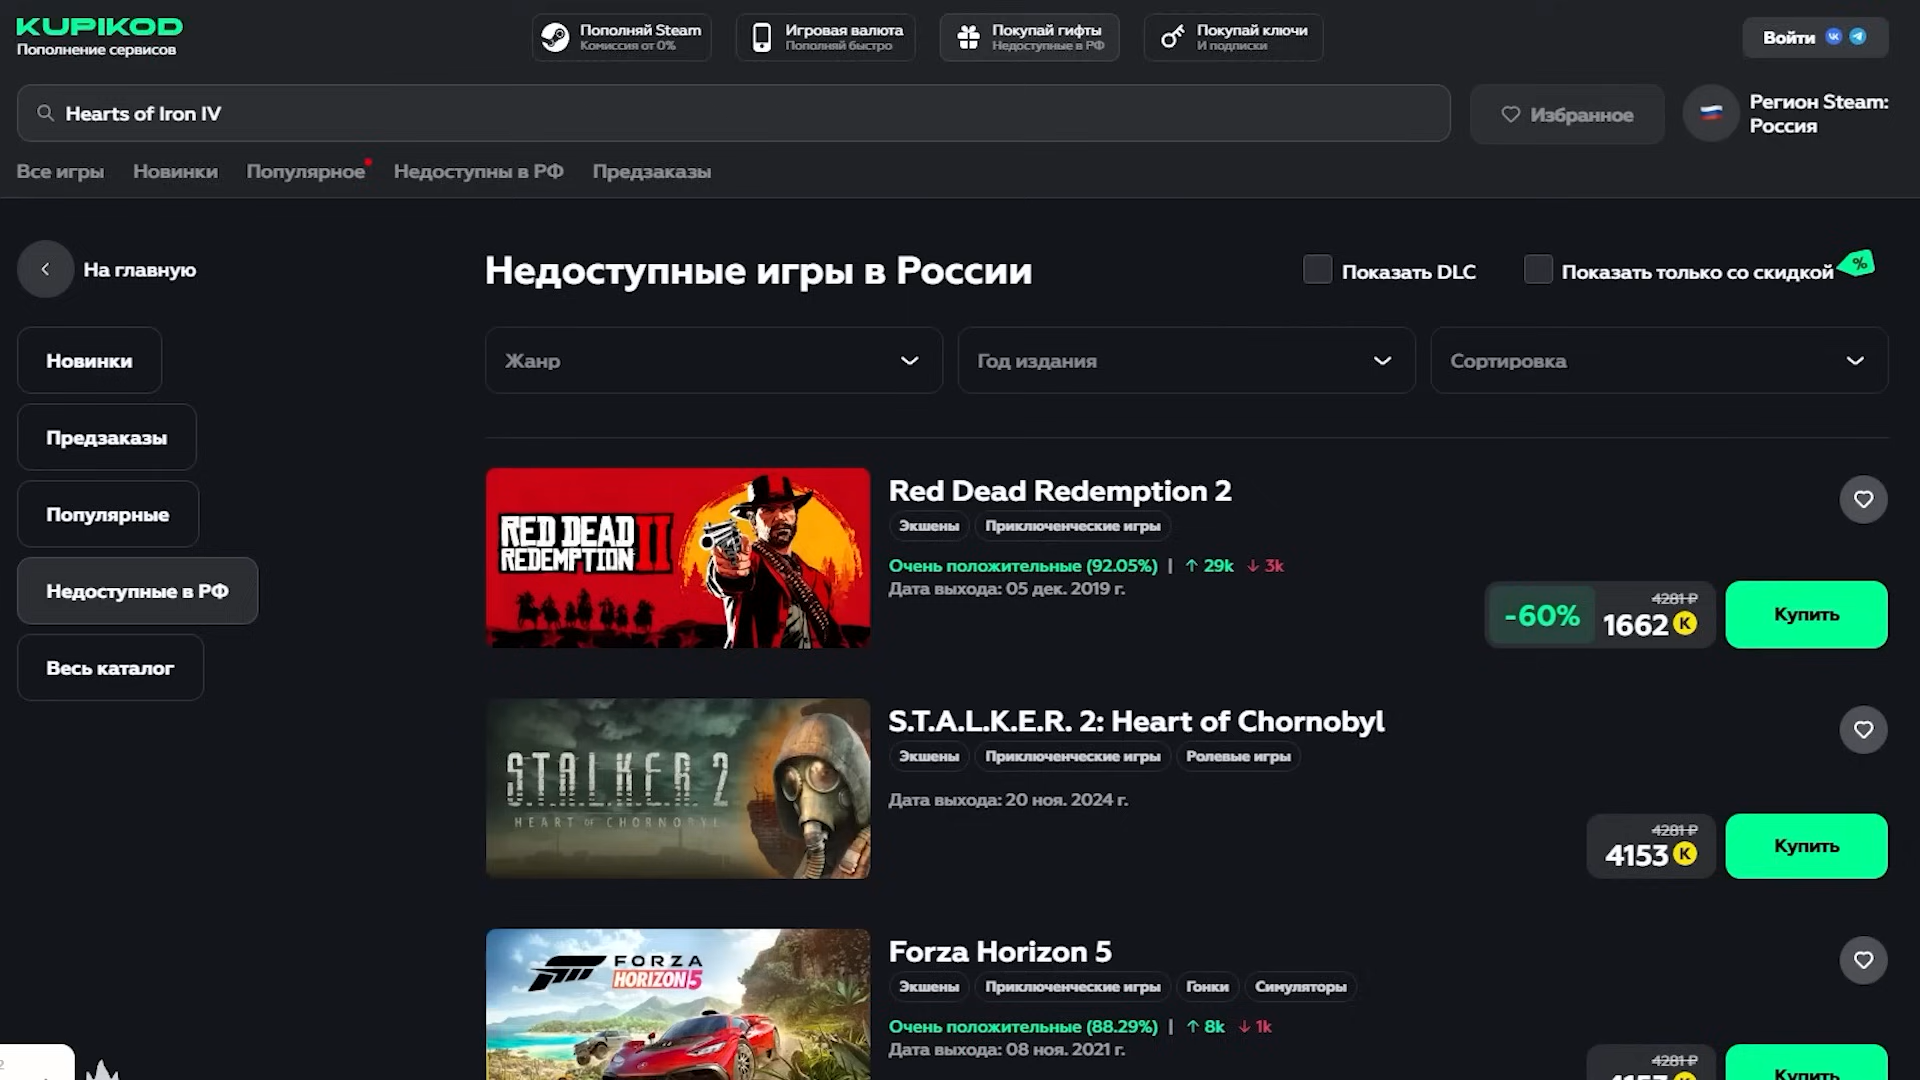 KUPIKOD
Пополнение сервисов
Пополняй Steam
Комиссия от 0%
Игровая валюта
Пополняй быстро
Покупай гифты
Недоступные в РФ
Покупай ключи
И подписки
Войти
Hearts of Iron IV
Избранное
Регион Steam:
Россия
Все игры
Новинки
Популярное
Недоступны в РФ
Предзаказы
На главную
Недоступные игры в России
Показать DLC
Показать только со скидкой
%
Новинки
Предзаказы
Популярные
Недоступные в РФ
Весь каталог
Жанр
Год издания
Сортировка
RED DEAD
REDEMPTION II
Red Dead Redemption 2
Экшены
Приключенческие игры
Очень положительные (92.05%) | ↑ 29k ↓ 3k
Дата выхода: 05 дек. 2019 г.
-60%
4281 ₽
1662 K
Купить
S.T.A.L.K.E.R. 2
HEART OF CHORNOBYL
S.T.A.L.K.E.R. 2: Heart of Chornobyl
Экшены
Приключенческие игры
Ролевые игры
Дата выхода: 20 ноя. 2024 г.
4281 ₽
4153 K
Купить
FORZA
HORIZON 5
Forza Horizon 5
Экшены
Приключенческие игры
Гонки
Симуляторы
Очень положительные (88.29%) | ↑ 8k ↓ 1k
Дата выхода: 08 ноя. 2021 г.
4281 ₽
Купить